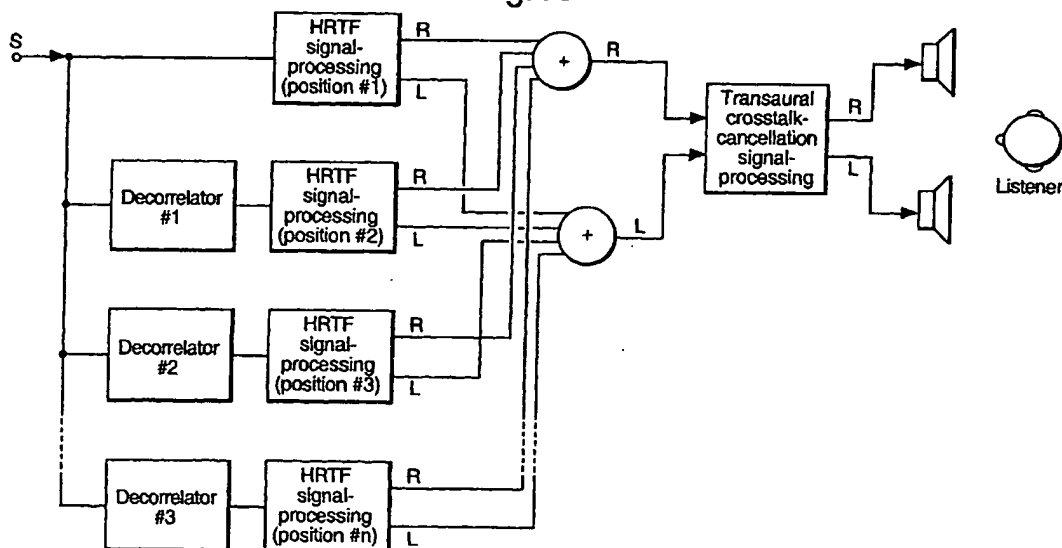 S
HRTF
signal-
processing
(position #1)
R
L
+
R
Transaural
crosstalk-
cancellation
signal-
processing
R
L
Listener
Decorrelator
#1
HRTF
signal-
processing
(position #2)
R
L
+
L
Decorrelator
#2
HRTF
signal-
processing
(position #3)
R
L
Decorrelator
#3
HRTF
signal-
processing
(position #n)
R
L